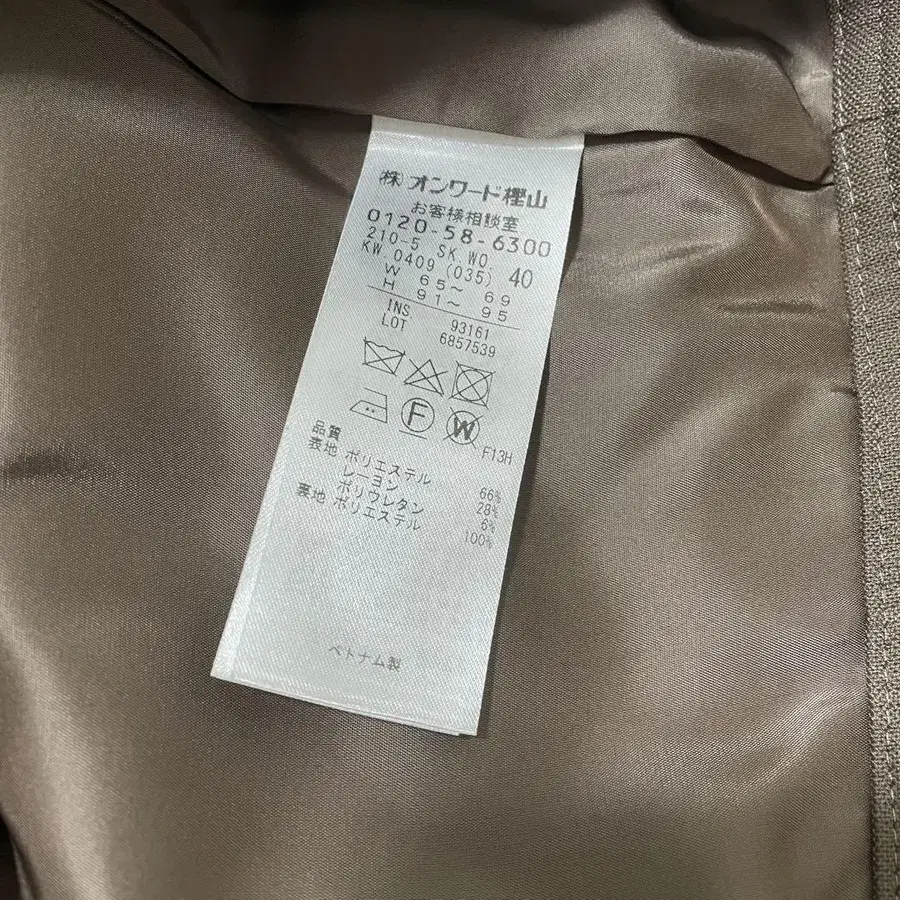 (株)オンワード樫山
お客様相談室
0120-58-6300
210-5 SK.WO
KW 0409 (035) 40
W 65～ 69
H 91～ 95
INS 93161
LOT 6857539
F
W
F13H
品質
表地 ポリエステル 66%
レーヨン 28%
ポリウレタン 6%
裏地 ポリエステル 100%
ベトナム製